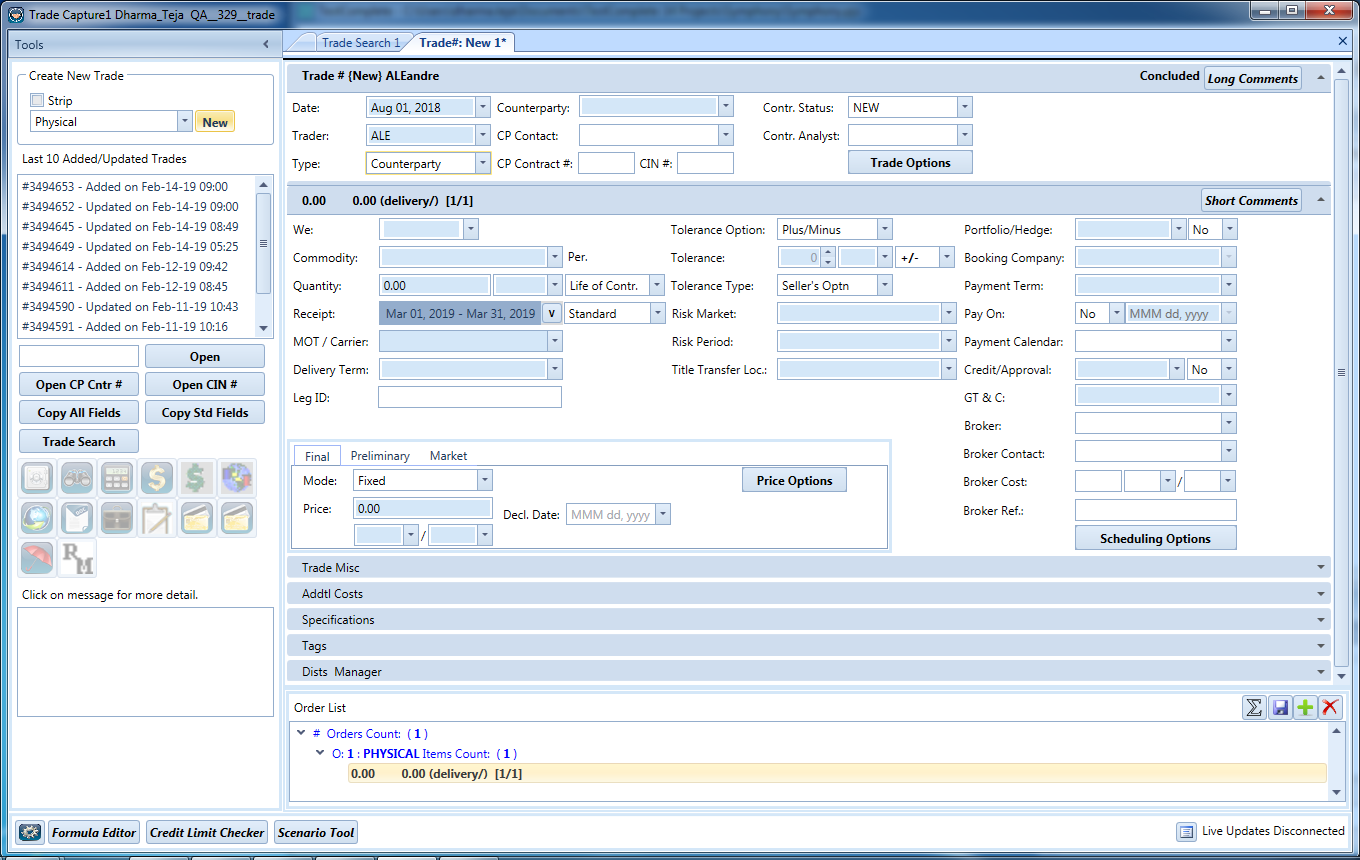 Trade Capture1 Dharma_Teja QA__329__trade
Tools
Create New Trade
Strip
Physical
New
Last 10 Added/Updated Trades
#3494653 - Added on Feb-14-19 09:00
#3494652 - Updated on Feb-14-19 09:00
#3494645 - Updated on Feb-14-19 08:49
#3494649 - Updated on Feb-14-19 05:25
#3494614 - Added on Feb-12-19 09:42
#3494611 - Added on Feb-12-19 08:45
#3494590 - Updated on Feb-11-19 10:43
#3494591 - Added on Feb-11-19 10:16
Open
Open CP Cntr #
Open CIN #
Copy All Fields
Copy Std Fields
Trade Search
RM
Click on message for more detail.
Trade Search 1
Trade#: New 1*
Trade # {New} ALEandre
Concluded
Long Comments
Date:
Aug 01, 2018
Counterparty:
Contr. Status:
NEW
Trader:
ALE
CP Contact:
Contr. Analyst:
Type:
Counterparty
CP Contract #:
CIN #:
Trade Options
0.00 0.00 (delivery/) [1/1]
Short Comments
We:
Tolerance Option:
Plus/Minus
Portfolio/Hedge:
No
Commodity:
Per.
Tolerance:
0
+/-
Booking Company:
Quantity:
0.00
Life of Contr.
Tolerance Type:
Seller's Optn
Payment Term:
Receipt:
Mar 01, 2019 - Mar 31, 2019
v
Standard
Risk Market:
Pay On:
No
MMM dd, yyyy
MOT / Carrier:
Risk Period:
Payment Calendar:
Delivery Term:
Title Transfer Loc.:
Credit/Approval:
No
Leg ID:
GT & C:
Broker:
Broker Contact:
Broker Cost:
/
Broker Ref.:
Scheduling Options
Final
Preliminary
Market
Mode:
Fixed
Price Options
Price:
0.00
Decl. Date:
MMM dd, yyyy
/
Trade Misc
Addtl Costs
Specifications
Tags
Dists Manager
Order List
# Orders Count: ( 1 )
O: 1 : PHYSICAL Items Count: ( 1 )
0.00 0.00 (delivery/) [1/1]
Formula Editor
Credit Limit Checker
Scenario Tool
Live Updates Disconnected